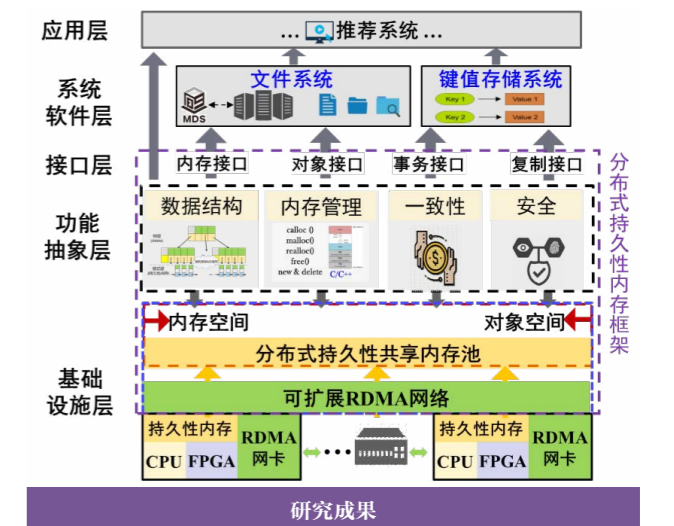 应用层
... 推荐系统 ...
系统
软件层
文件系统
MDS
键值存储系统
Key 1
Value 1
Key 2
Value 2
接口层
内存接口
对象接口
事务接口
复制接口
分布式持久性内存框架
功能
抽象层
数据结构
内存管理
calloc ()
malloc()
realloc()
free()
new & delete
C/C++
一致性
安全
基础
设施层
内存空间
对象空间
分布式持久性共享内存池
可扩展RDMA网络
持久性内存
CPU
FPGA
RDMA
网卡
...
持久性内存
CPU
FPGA
RDMA
网卡
研究成果